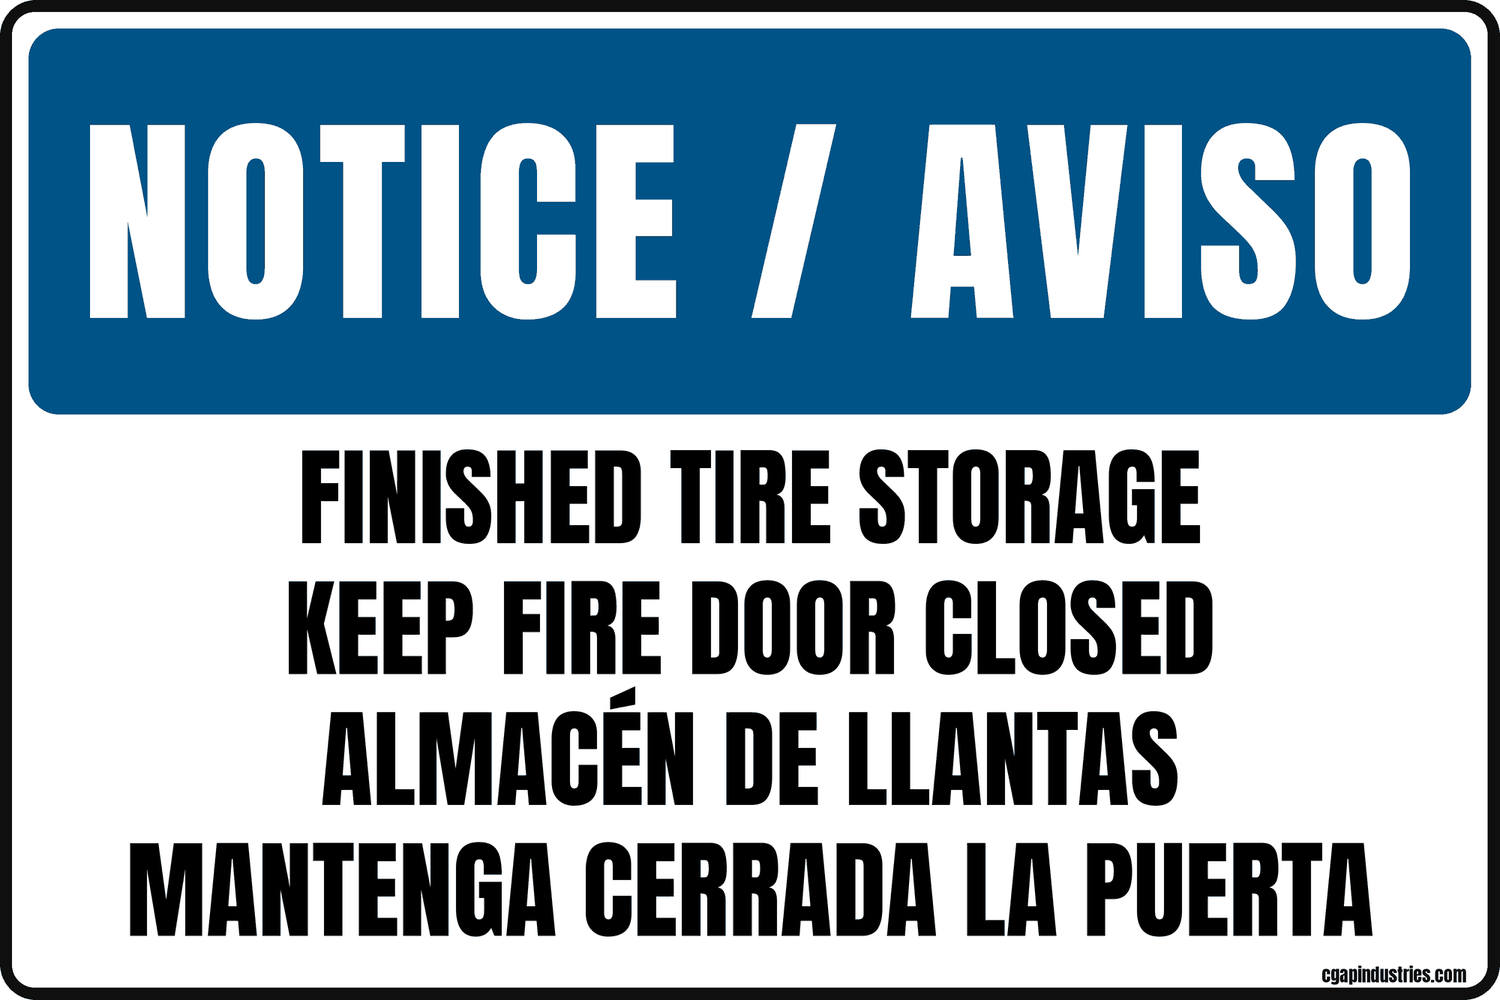 NOTICE / AVISO
FINISHED TIRE STORAGE
KEEP FIRE DOOR CLOSED
ALMACÉN DE LLANTAS
MANTENGA CERRADA LA PUERTA
cgapindustries.com